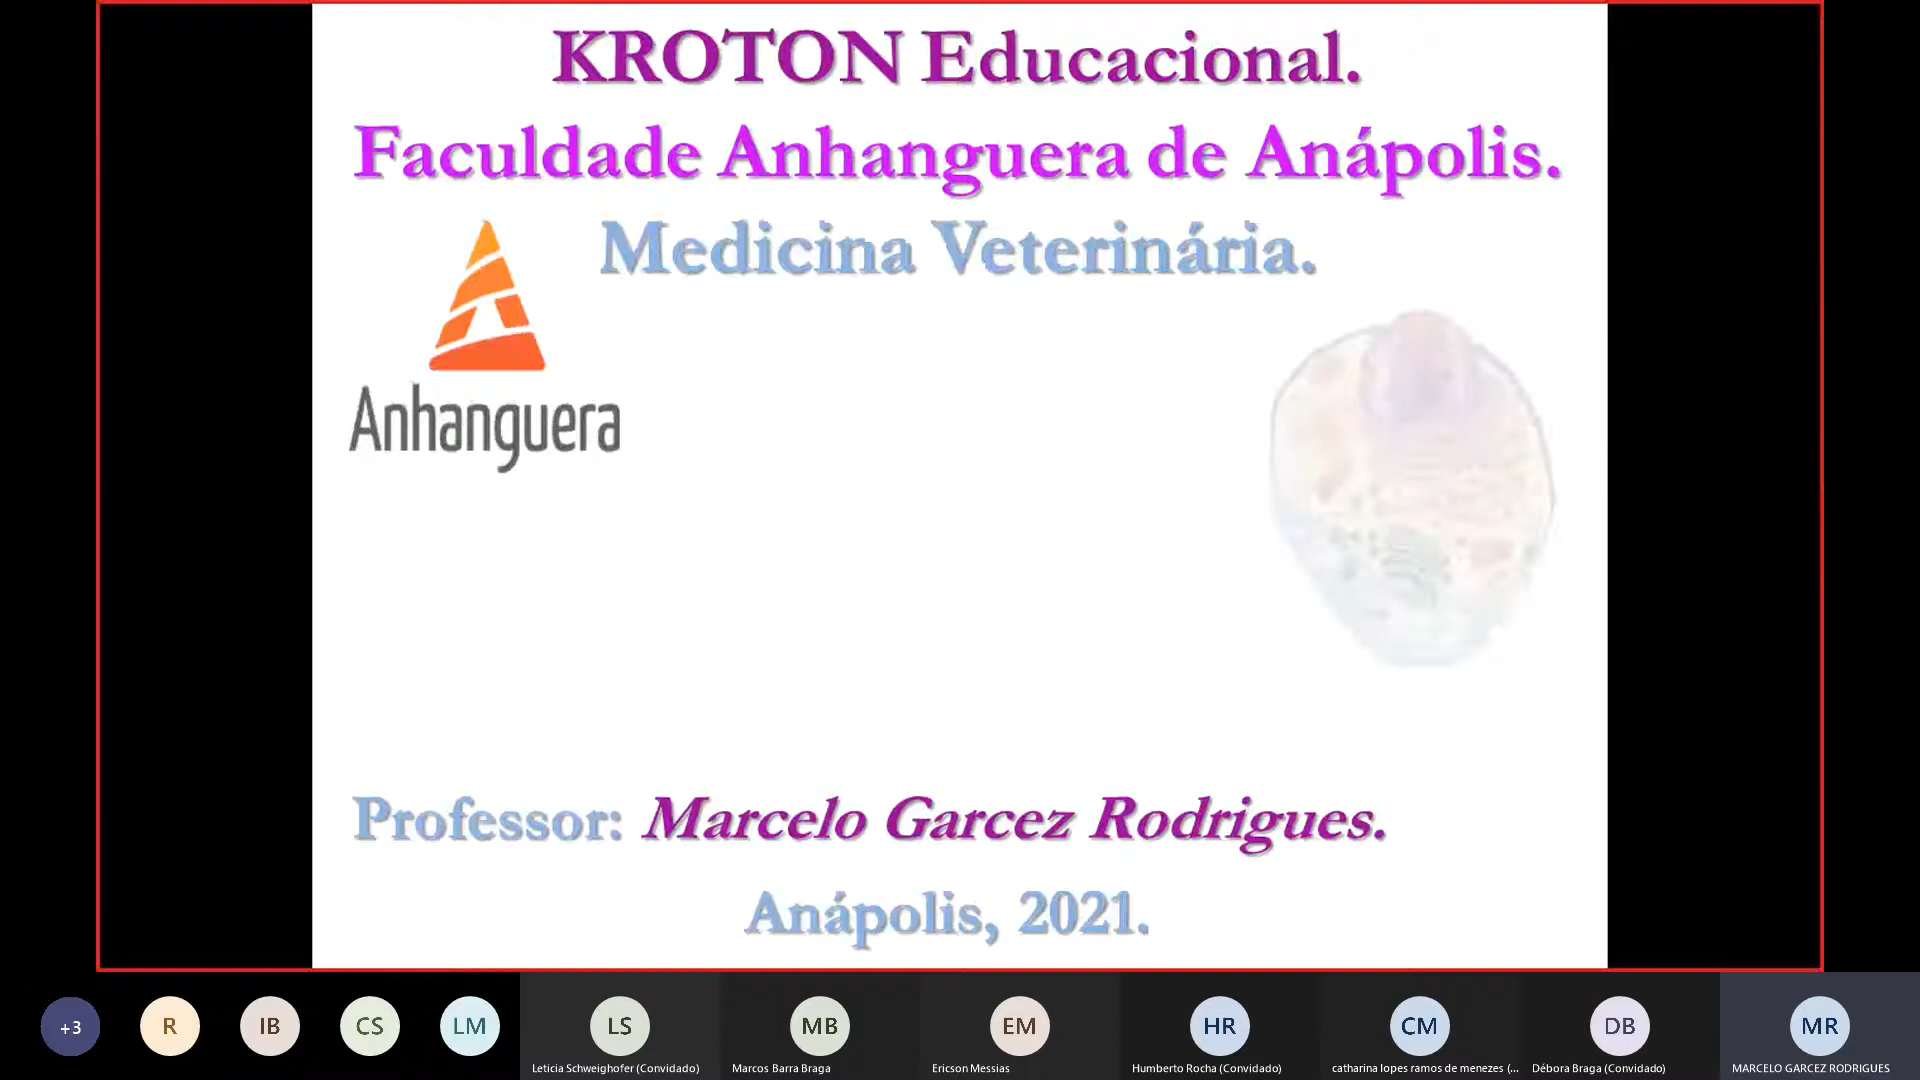 KROTON Educacional.
Faculdade Anhanguera de Anápolis.
Medicina Veterinária.
Anhanguera
Professor: Marcelo Garcez Rodrigues.
Anápolis, 2021.
+3
R
IB
CS
LM
LS
MB
EM
HR
CM
DB
MR
Leticia Schweighofer (Convidado)
Marcos Barra Braga
Ericson Messias
Humberto Rocha (Convidado)
catharina lopes ramos de menezes (...
Débora Braga (Convidado)
MARCELO GARCEZ RODRIGUES